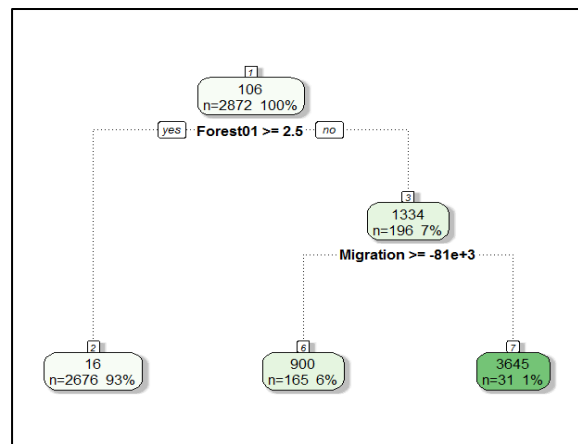 1
106
n=2872 100%
yes Forest01 >= 2.5 no
3
1334
n=196 7%
Migration >= -81e+3
2
16
n=2676 93%
6
900
n=165 6%
7
3645
n=31 1%